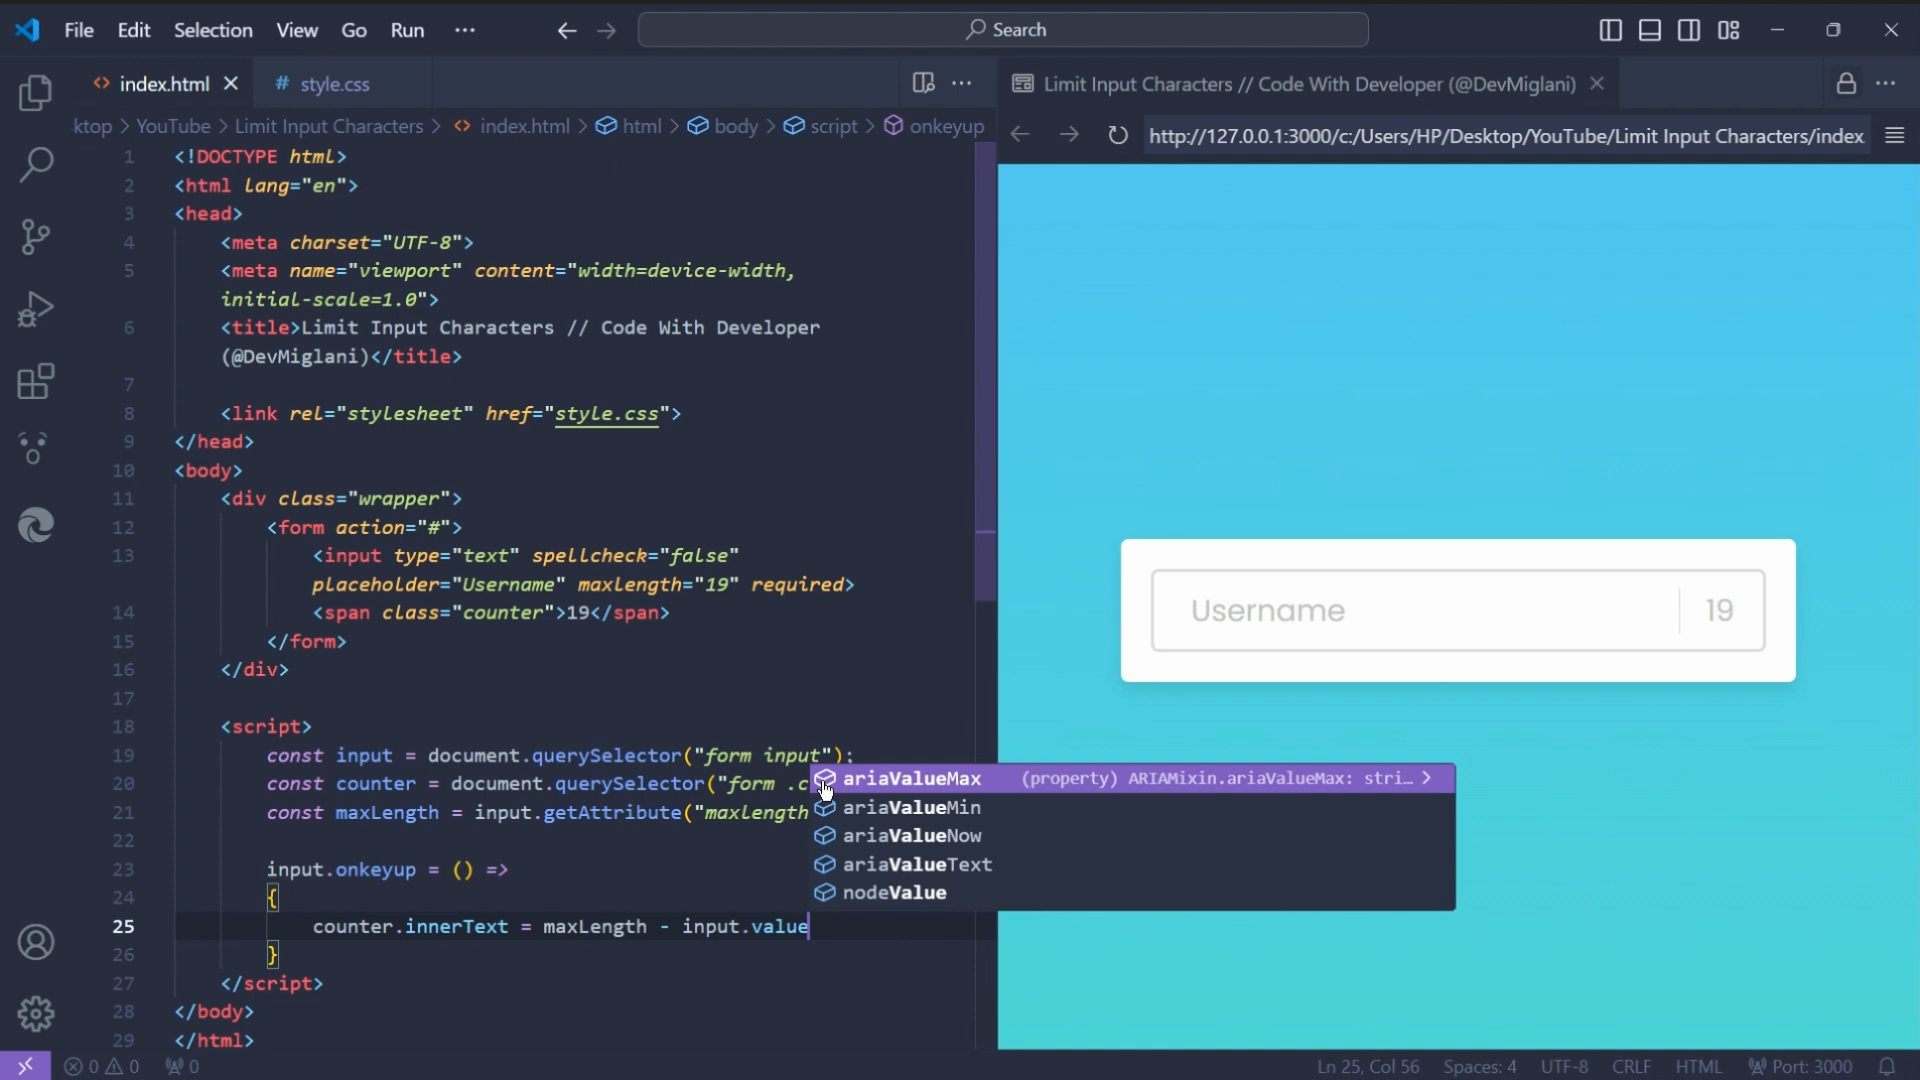 File Edit Selection View Go Run ··· Search
index.html
# style.css
Limit Input Characters // Code With Developer (@DevMiglani)
ktop > YouTube > Limit Input Characters > index.html > html > body > script > onkeyup
http://127.0.0.1:3000/c:/Users/HP/Desktop/YouTube/Limit Input Characters/index
1 <!DOCTYPE html>
2 <html lang="en">
3 <head>
4 <meta charset="UTF-8">
5 <meta name="viewport" content="width=device-width,
initial-scale=1.0">
6 <title>Limit Input Characters // Code With Developer
(@DevMiglani)</title>
7
8 <link rel="stylesheet" href="style.css">
9 </head>
10 <body>
11 <div class="wrapper">
12 <form action="#">
13 <input type="text" spellcheck="false"
placeholder="Username" maxlength="19" required>
14 <span class="counter">19</span>
15 </form>
16 </div>
17
18 <script>
19 const input = document.querySelector("form input");
20 const counter = document.querySelector("form .c
21 const maxLength = input.getAttribute("maxlength
22
23 input.onkeyup = () =>
24 {
25 counter.innerText = maxLength - input.value
26 }
27 </script>
28 </body>
29 </html>
ariaValueMax (property) ARIAMixin.ariaValueMax: stri… >
ariaValueMin
ariaValueNow
ariaValueText
nodeValue
Username 19
0 0 0 Ln 25, Col 56 Spaces: 4 UTF-8 CRLF HTML Port: 3000